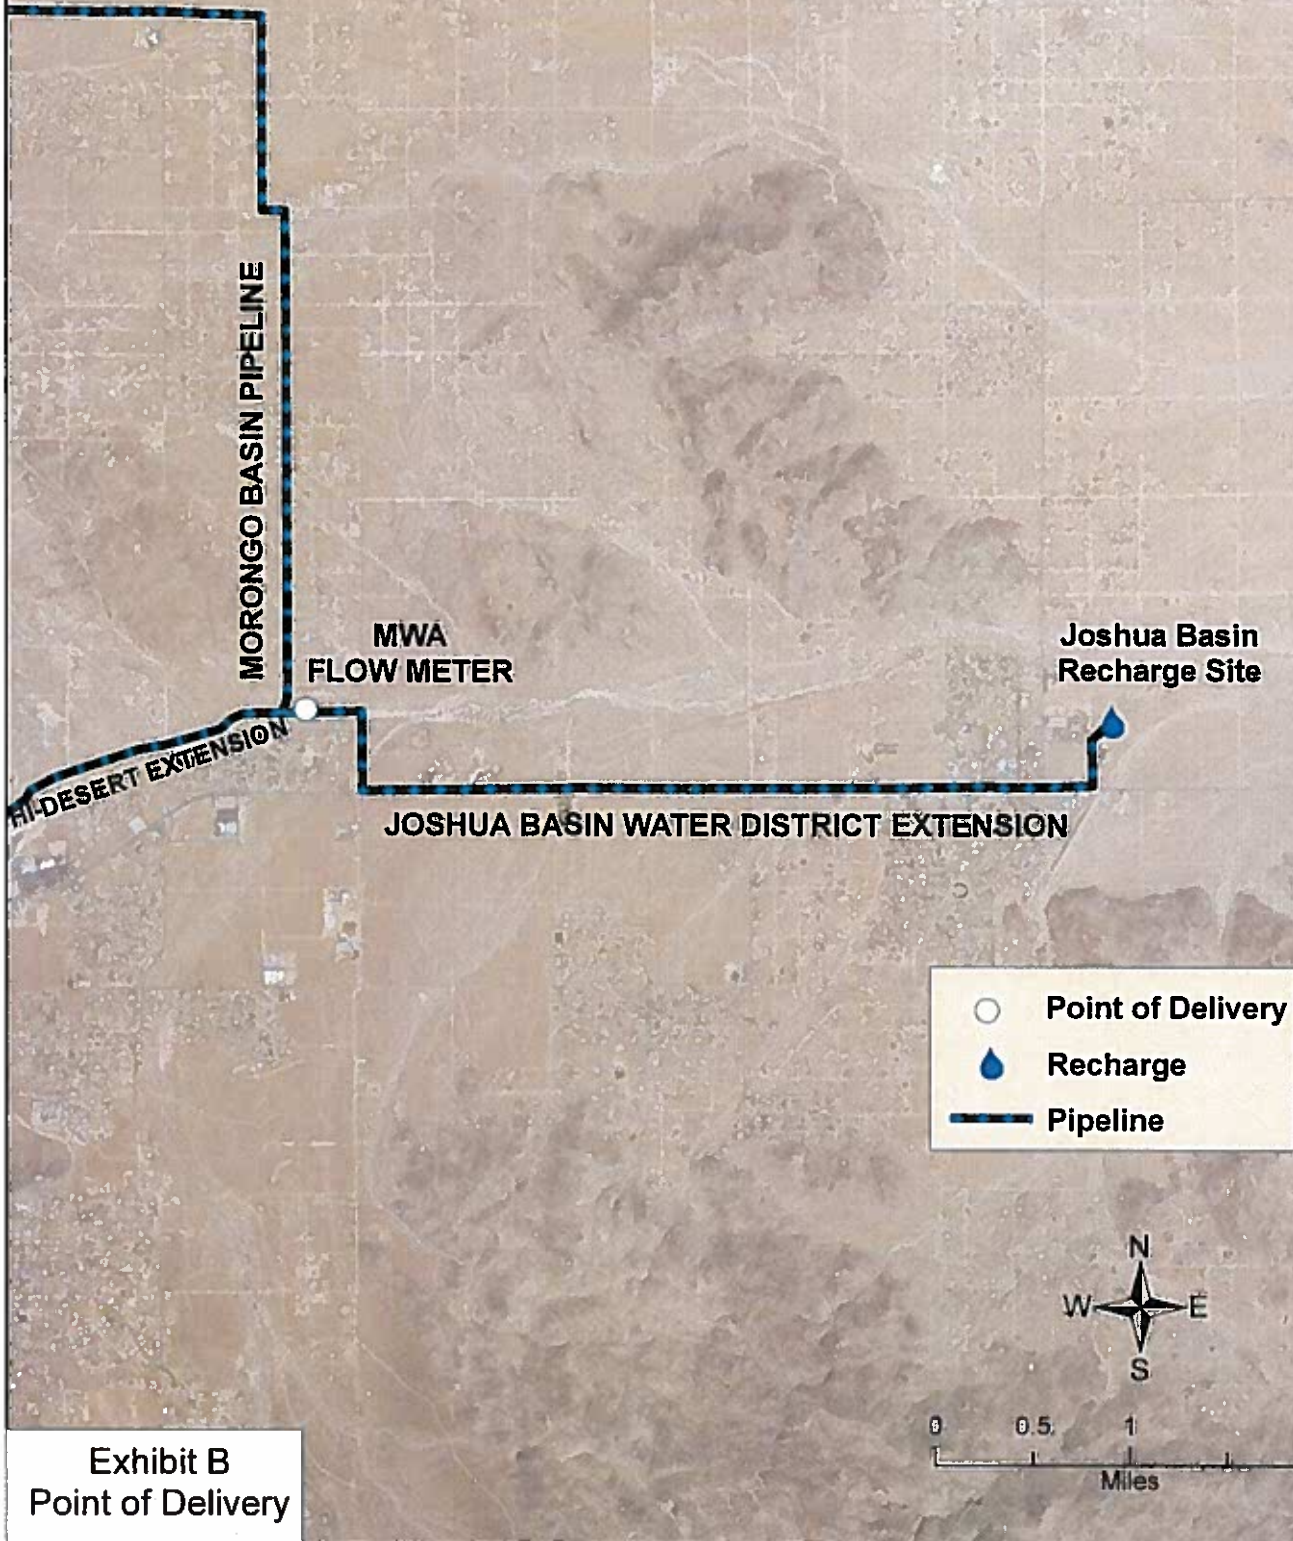 MORONGO BASIN PIPELINE
MWA
FLOW METER
Joshua Basin
Recharge Site
HI-DESERT EXTENSION
JOSHUA BASIN WATER DISTRICT EXTENSION
Point of Delivery
Recharge
Pipeline
N
W E
S
0 0.5 1
Miles
Exhibit B
Point of Delivery